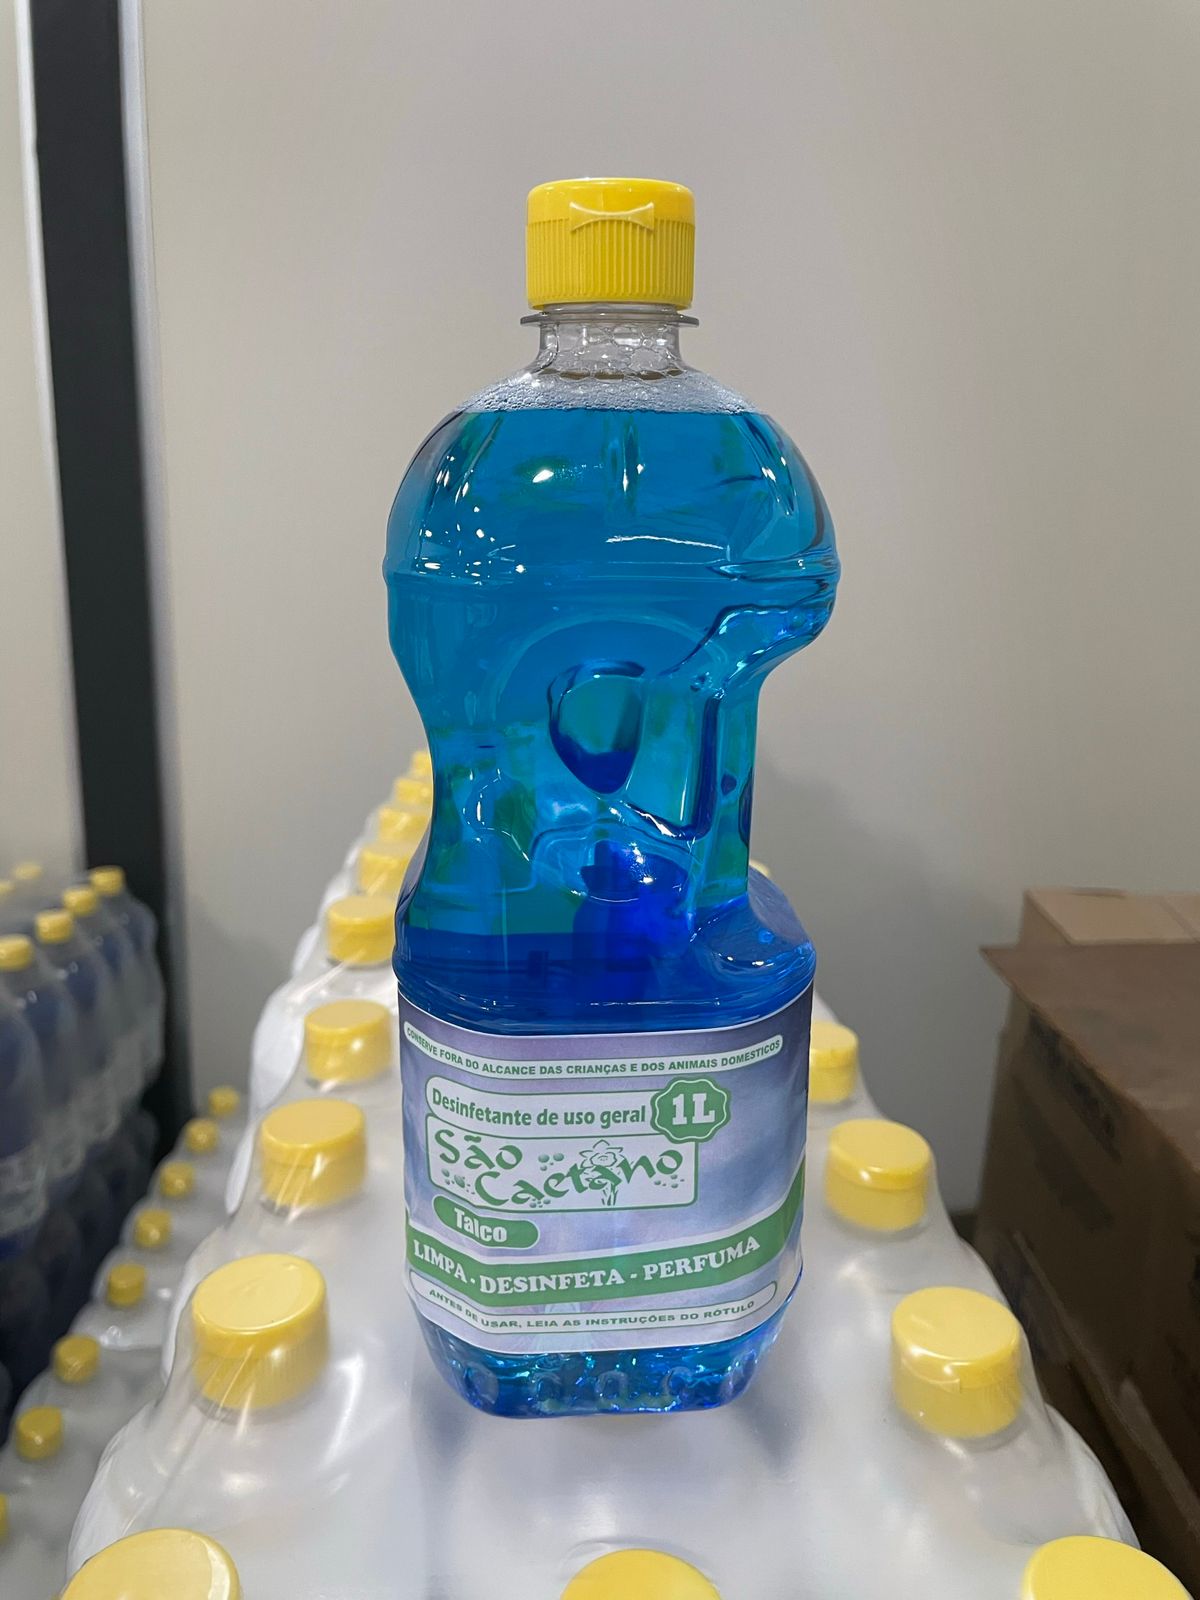 CONSERVE FORA DO ALCANCE DAS CRIANÇAS E DOS ANIMAIS DOMESTICOS
Desinfetante de uso geral 1L
São
Caetano
Talco
LIMPA - DESINFETA - PERFUMA
ANTES DE USAR, LEIA AS INSTRUÇÕES DO RÓTULO